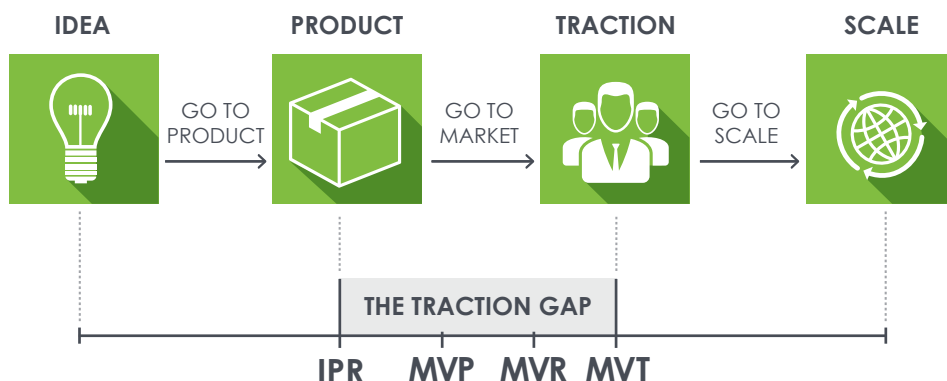 IDEA
PRODUCT
TRACTION
SCALE
GO TO
PRODUCT
GO TO
MARKET
GO TO
SCALE
THE TRACTION GAP
IPR
MVP
MVR
MVT